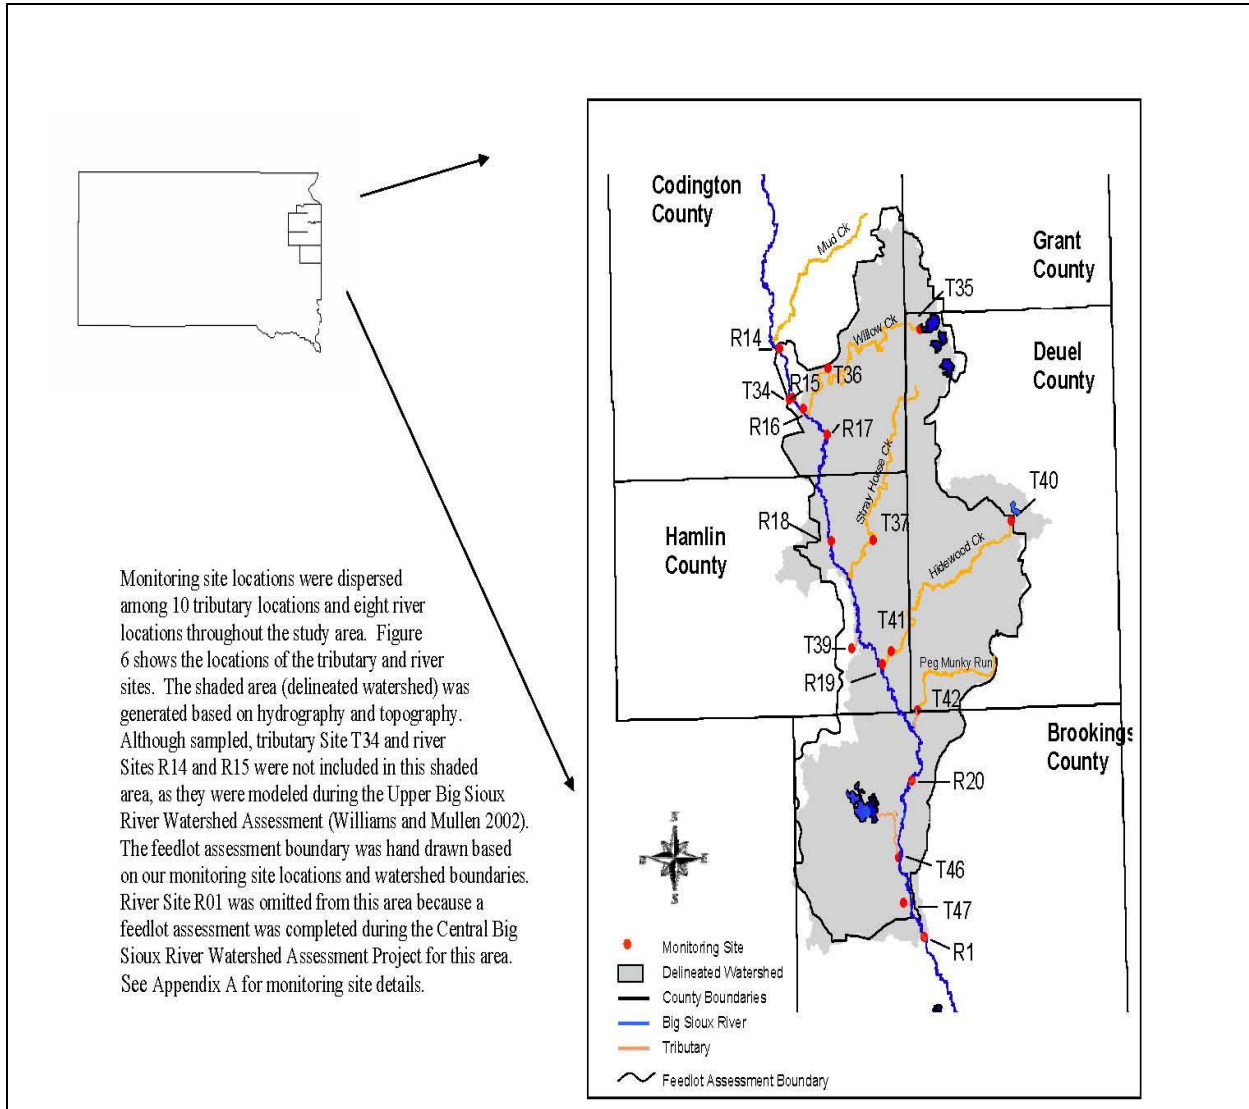 Monitoring site locations were dispersed
among 10 tributary locations and eight river
locations throughout the study area. Figure
6 shows the locations of the tributary and river
sites. The shaded area (delineated watershed) was
generated based on hydrography and topography.
Although sampled, tributary Site T34 and river
Sites R14 and R15 were not included in this shaded
area, as they were modeled during the Upper Big Sioux
River Watershed Assessment (Williams and Mullen 2002).
The feedlot assessment boundary was hand drawn based
on our monitoring site locations and watershed boundaries.
River Site R01 was omitted from this area because a
feedlot assessment was completed during the Central Big
Sioux River Watershed Assessment Project for this area.
See Appendix A for monitoring site details.
Codington
County
Mud Ck
Grant
County
T35
Willow Ck
R14
Deuel
County
T36
R15
T34
R16
R17
Stray Horse Ck
T40
R18
T37
Hamlin
County
Hidewood Ck
T41
T39
Peg Munky Run
R19
T42
Brookings
County
R20
T46
T47
R1
Monitoring Site
Delineated Watershed
County Boundaries
Big Sioux River
Tributary
Feedlot Assessment Boundary